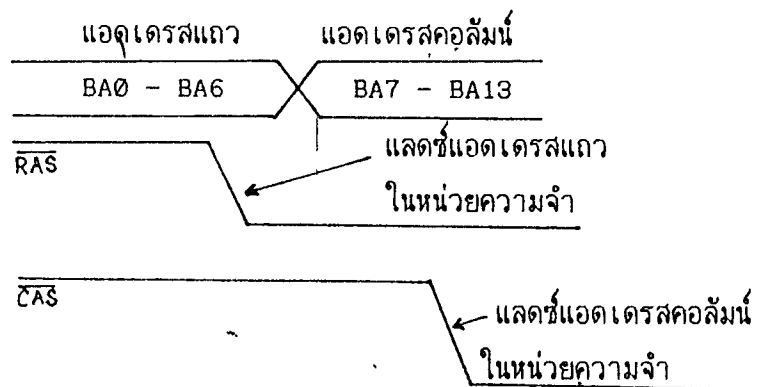 แอดเดรสแถว แอดเดรสคอลัมน์
BA0 - BA6 BA7 - BA13
RAS
แลตซ์แอดเดรสแถว
ในหน่วยความจำ
CAS
แลตซ์แอดเดรสคอลัมน์
ในหน่วยความจำ